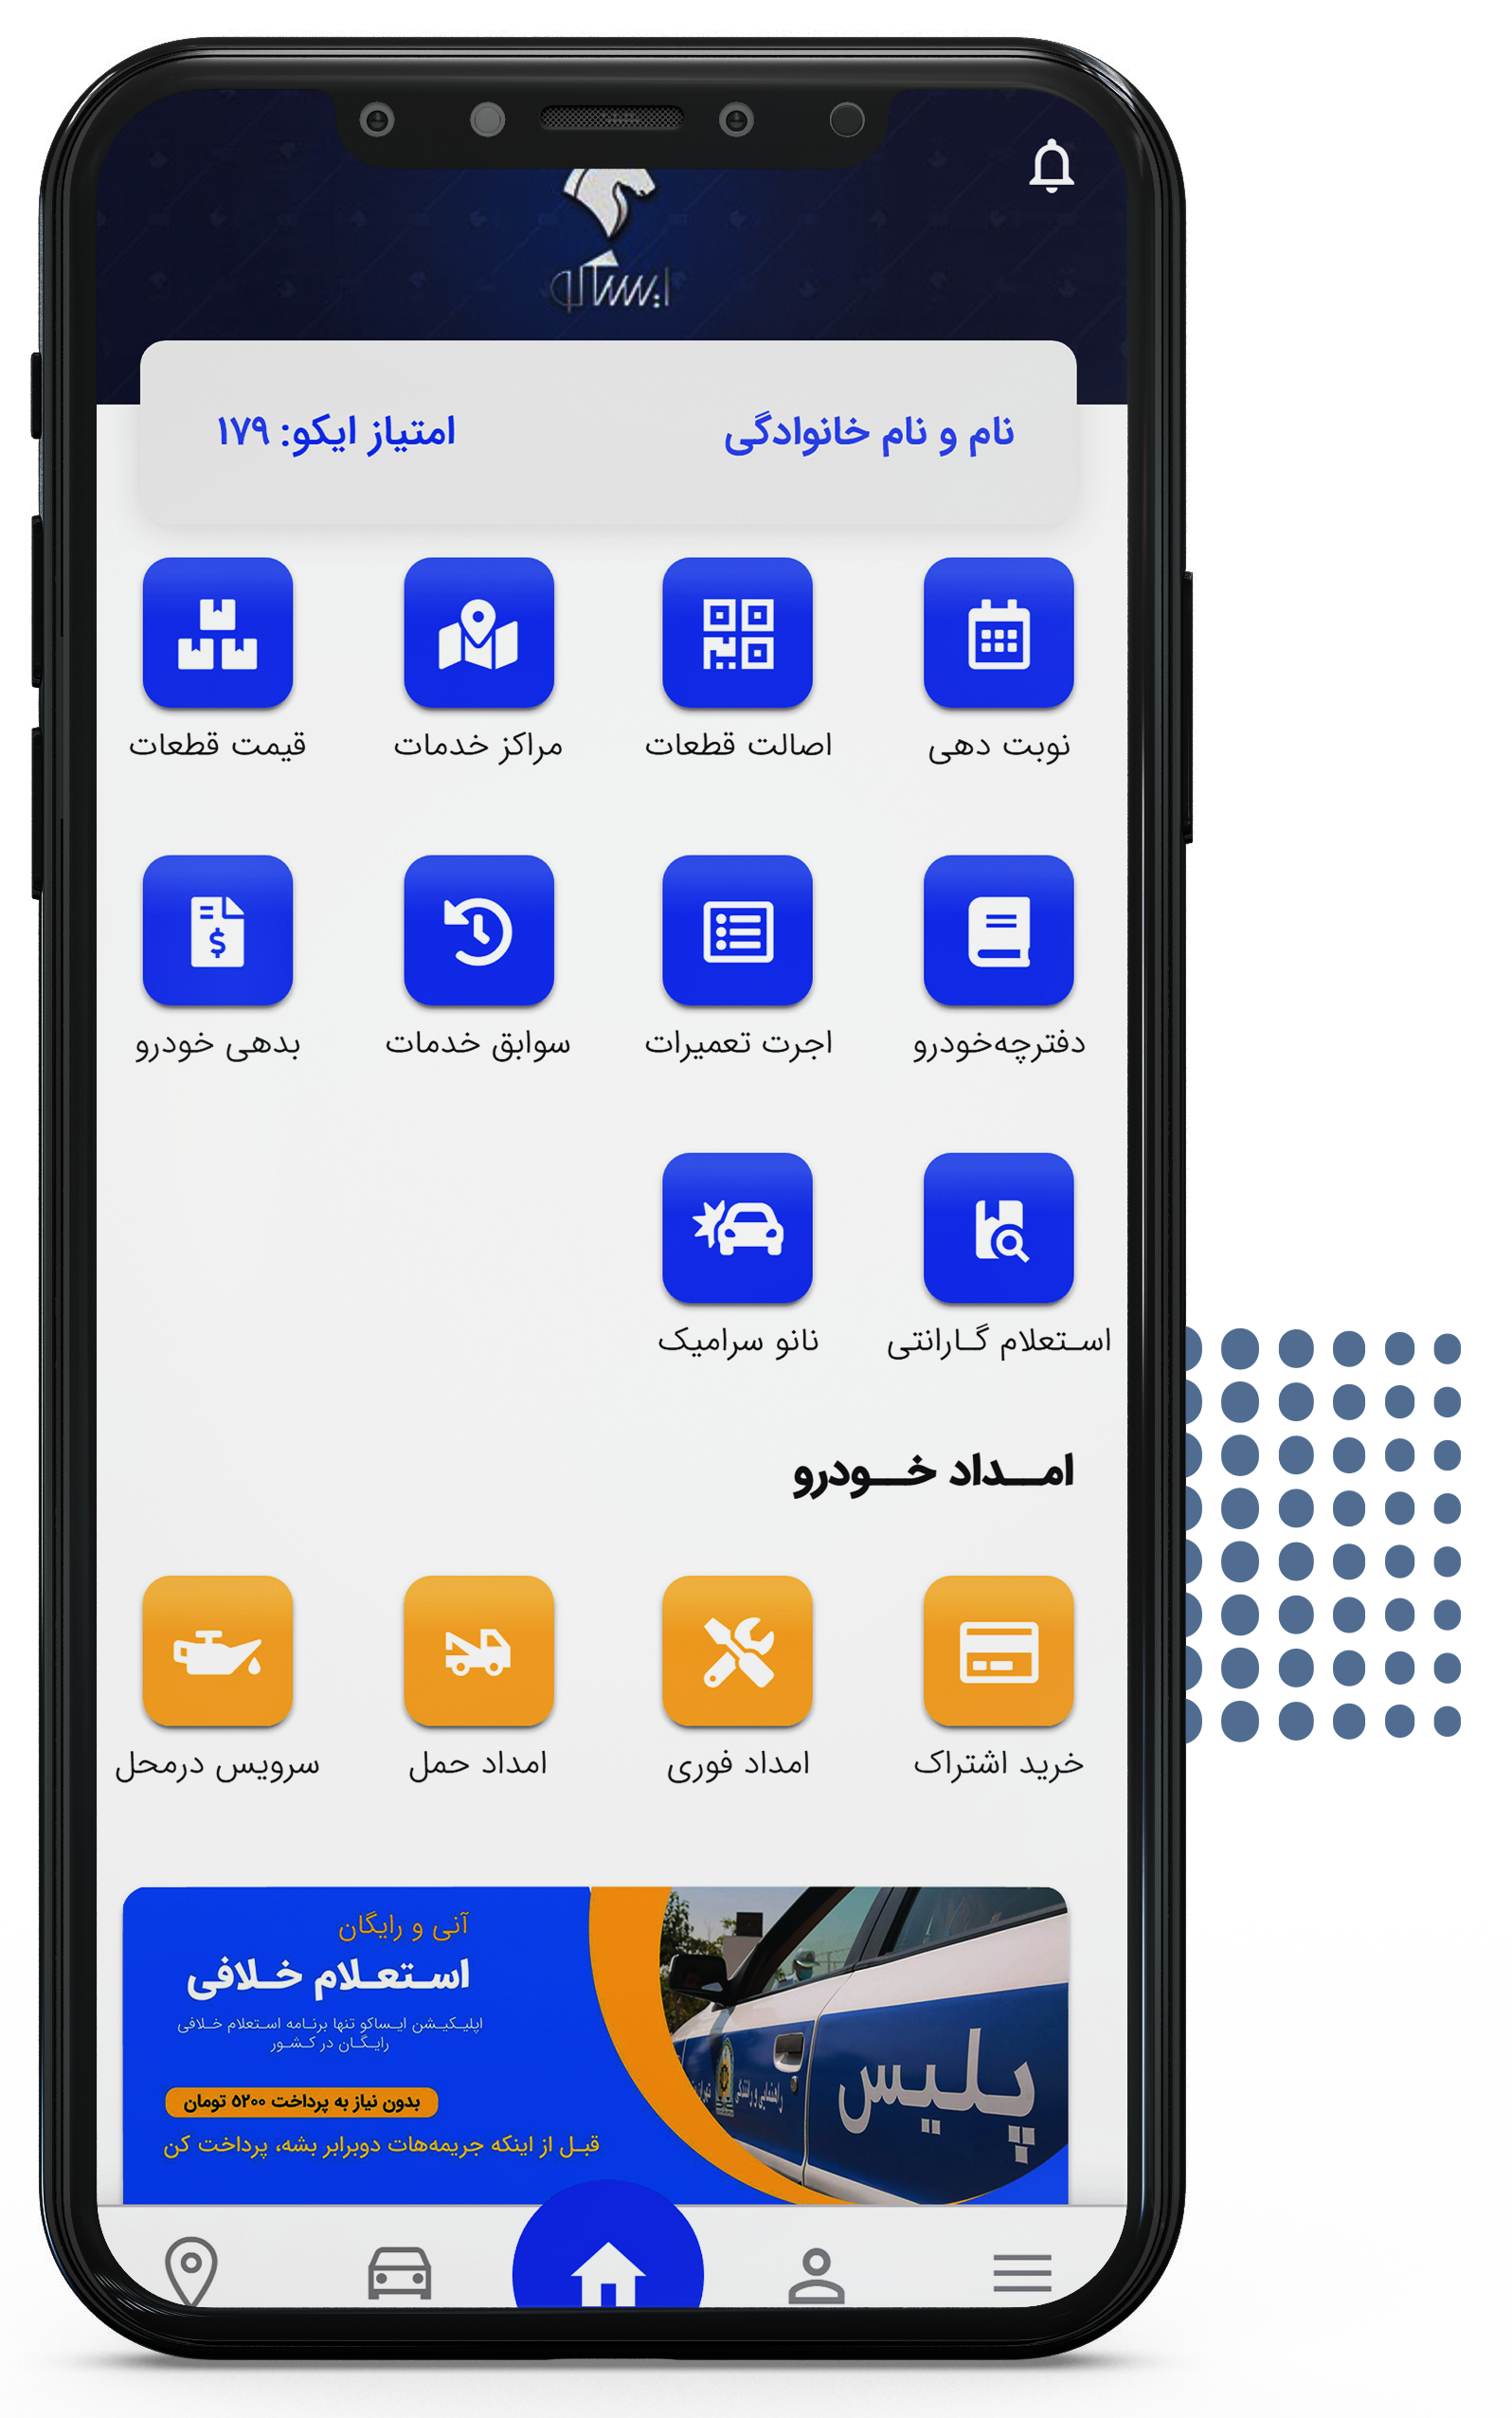 ایساکو
نام و نام خانوادگی
امتیاز ایکو: ۱۷۹
نوبت دهی
اصالت قطعات
مراکز خدمات
قیمت قطعات
دفترچه‌خودرو
اجرت تعمیرات
سوابق خدمات
بدهی خودرو
استعلام گارانتی
نانو سرامیک
امداد خودرو
خرید اشتراک
امداد فوری
امداد حمل
سرویس درمحل
آنی و رایگان
استعلام خلافی
اپلیکیشن ایساکو تنها برنامه استعلام خلافی
رایگان در کشور
بدون نیاز به پرداخت ۵۲۰۰ تومان
قبل از اینکه جریمه‌هات دوبرابر بشه، پرداخت کن
پلیس
راهنمایی و رانندگی